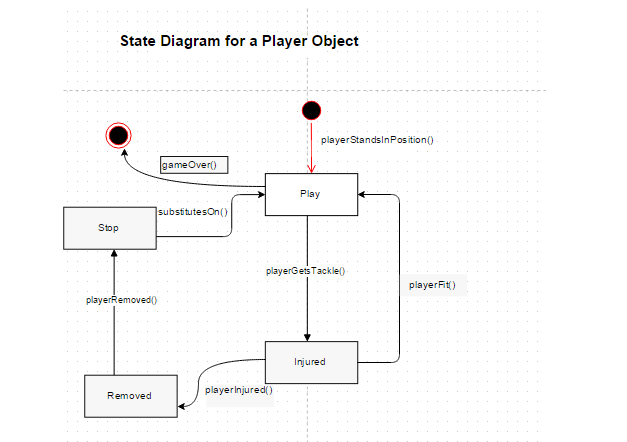 State Diagram for a Player Object
playerStandsInPosition()
gameOver()
Play
substitutesOn()
Stop
playerGetsTackle()
playerFit()
playerRemoved()
Injured
playerInjured()
Removed